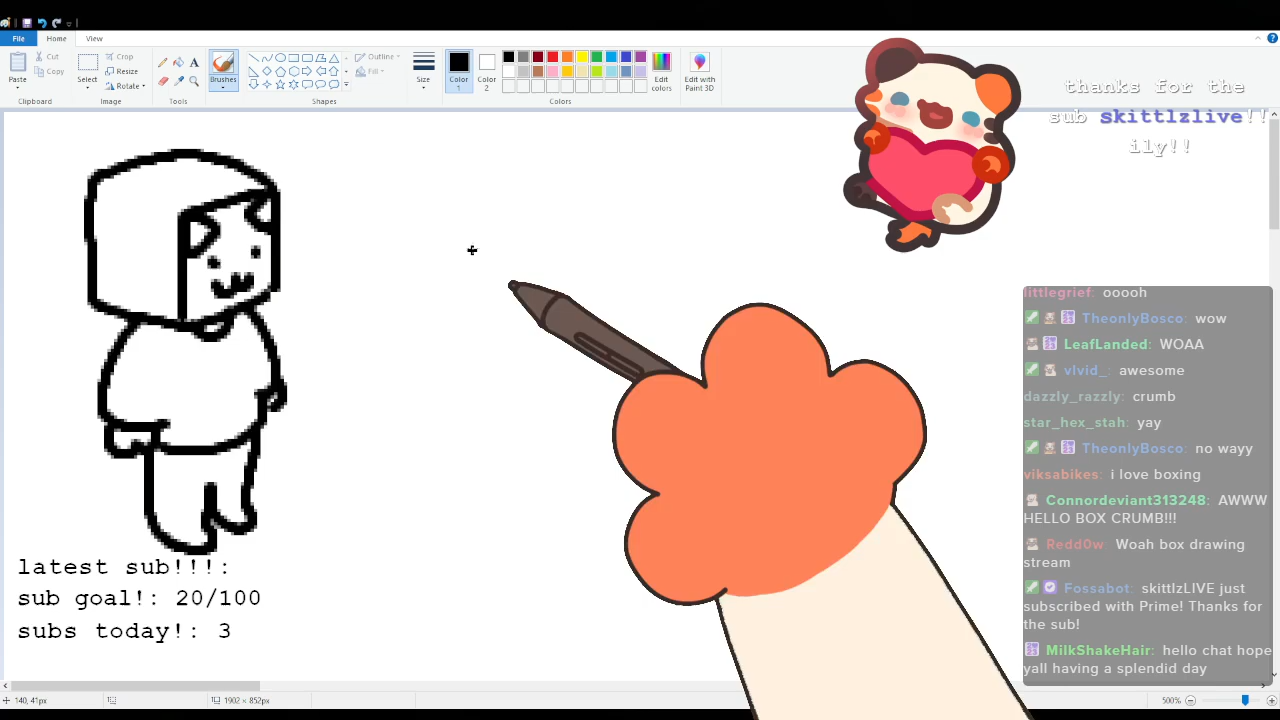 File
Home
View
Paste
Cut
Copy
Clipboard
Select
Crop
Resize
Rotate
Image
A
Tools
Brushes
Outline
Fill
Shapes
Size
Color 1
Color 2
Edit colors
Colors
Edit with Paint 3D
thanks for the
sub skittlzlive!!
ily!!
littlegrief: ooooh
TheonlyBosco: wow
LeafLanded: WOAA
vlvid_: awesome
dazzly_razzly: crumb
star_hex_stah: yay
TheonlyBosco: no wayy
viksabikes: i love boxing
Connordeviant313248: AWWW
HELLO BOX CRUMB!!!
Redd0w Woah box drawing
stream
Fossabot: skittlzLIVE just
subscribed with Prime! Thanks for
the sub!
MilkShakeHair: hello chat hope
yall having a splendid day
latest sub!!!:
sub goal!: 20/100
subs today!: 3
140, 41px
1902 × 852px
500%